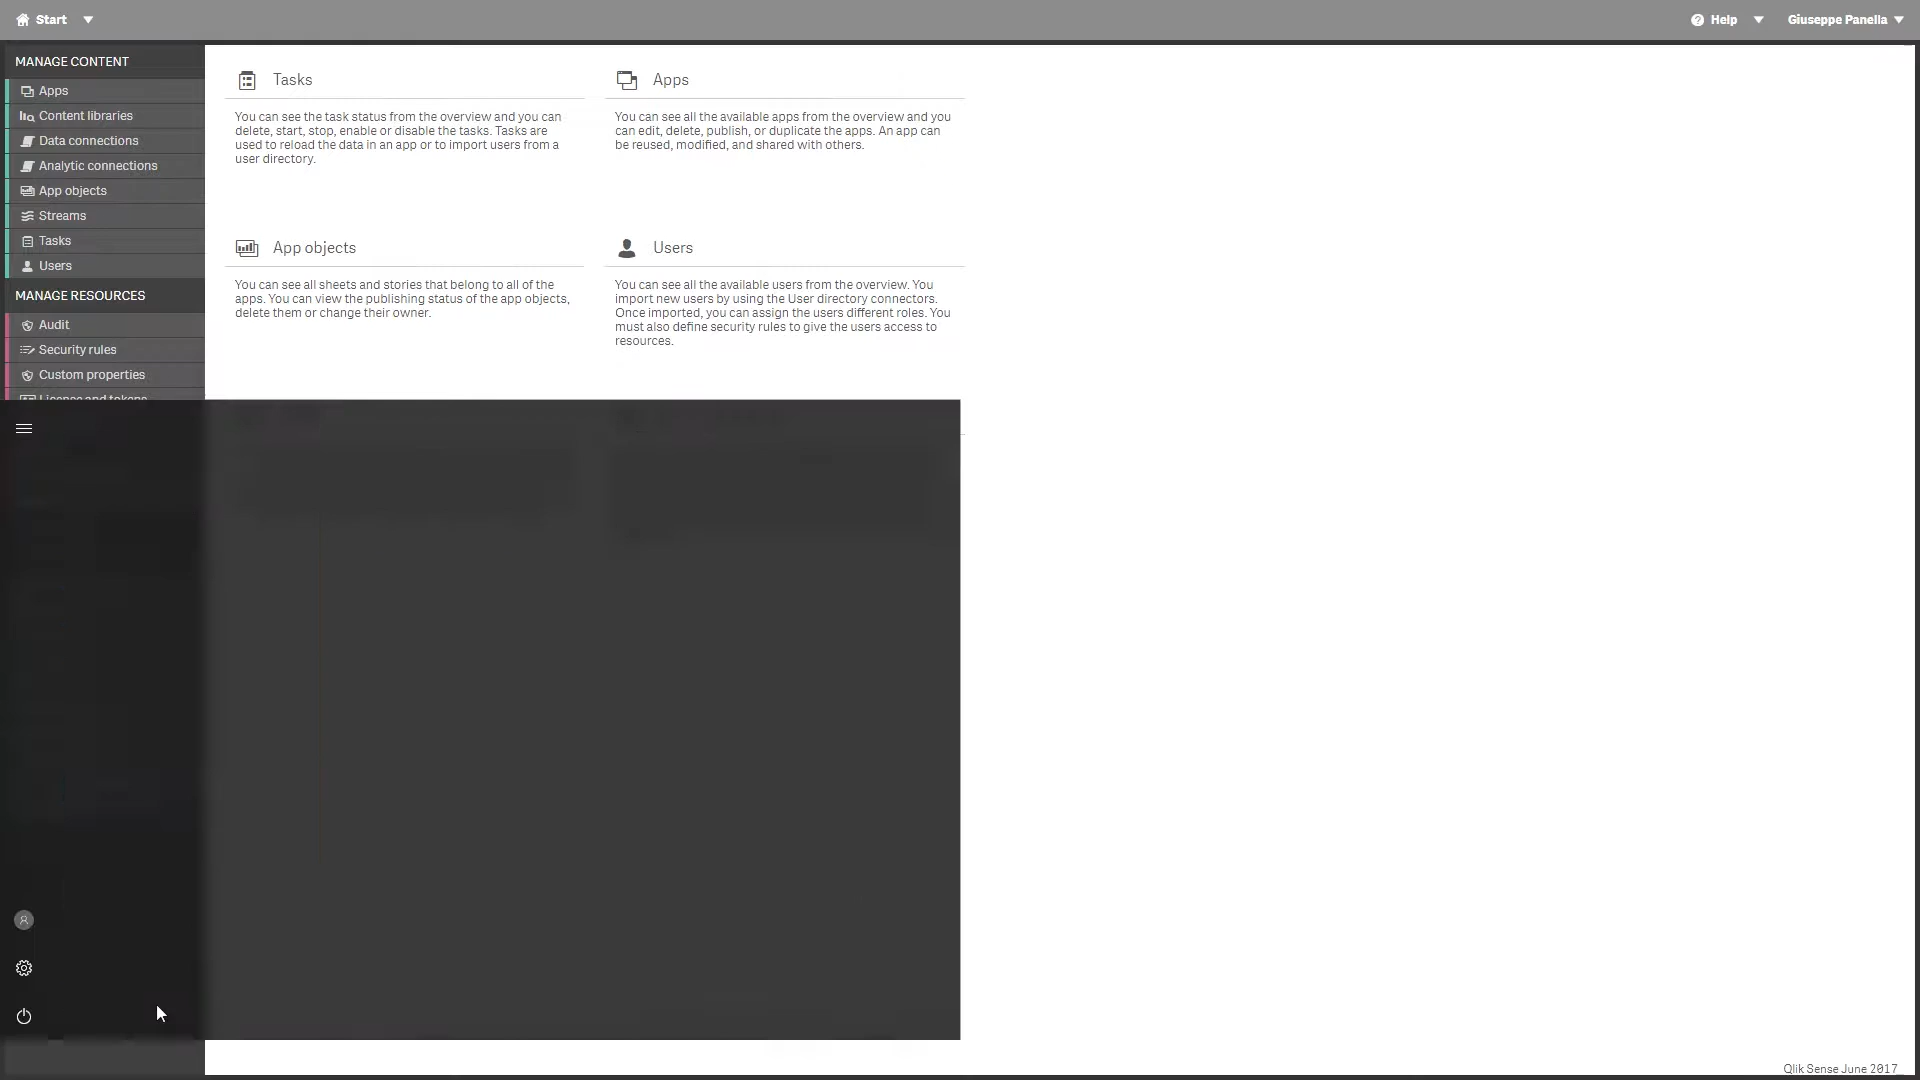 Start
Help
Giuseppe Panella
MANAGE CONTENT
Apps
Content libraries
Data connections
Analytic connections
App objects
Streams
Tasks
Users
MANAGE RESOURCES
Audit
Security rules
Custom properties
License and tokens
Tasks
You can see the task status from the overview and you can
delete, start, stop, enable or disable the tasks. Tasks are
used to reload the data in an app or to import users from a
user directory.
Apps
You can see all the available apps from the overview and you
can edit, delete, publish, or duplicate the apps. An app can
be reused, modified, and shared with others.
App objects
You can see all sheets and stories that belong to all of the
apps. You can view the publishing status of the app objects,
delete them or change their owner.
Users
You can see all the available users from the overview. You
import new users by using the User directory connectors.
Once imported, you can assign the users different roles. You
must also define security rules to give the users access to
resources.
Qlik Sense June 2017